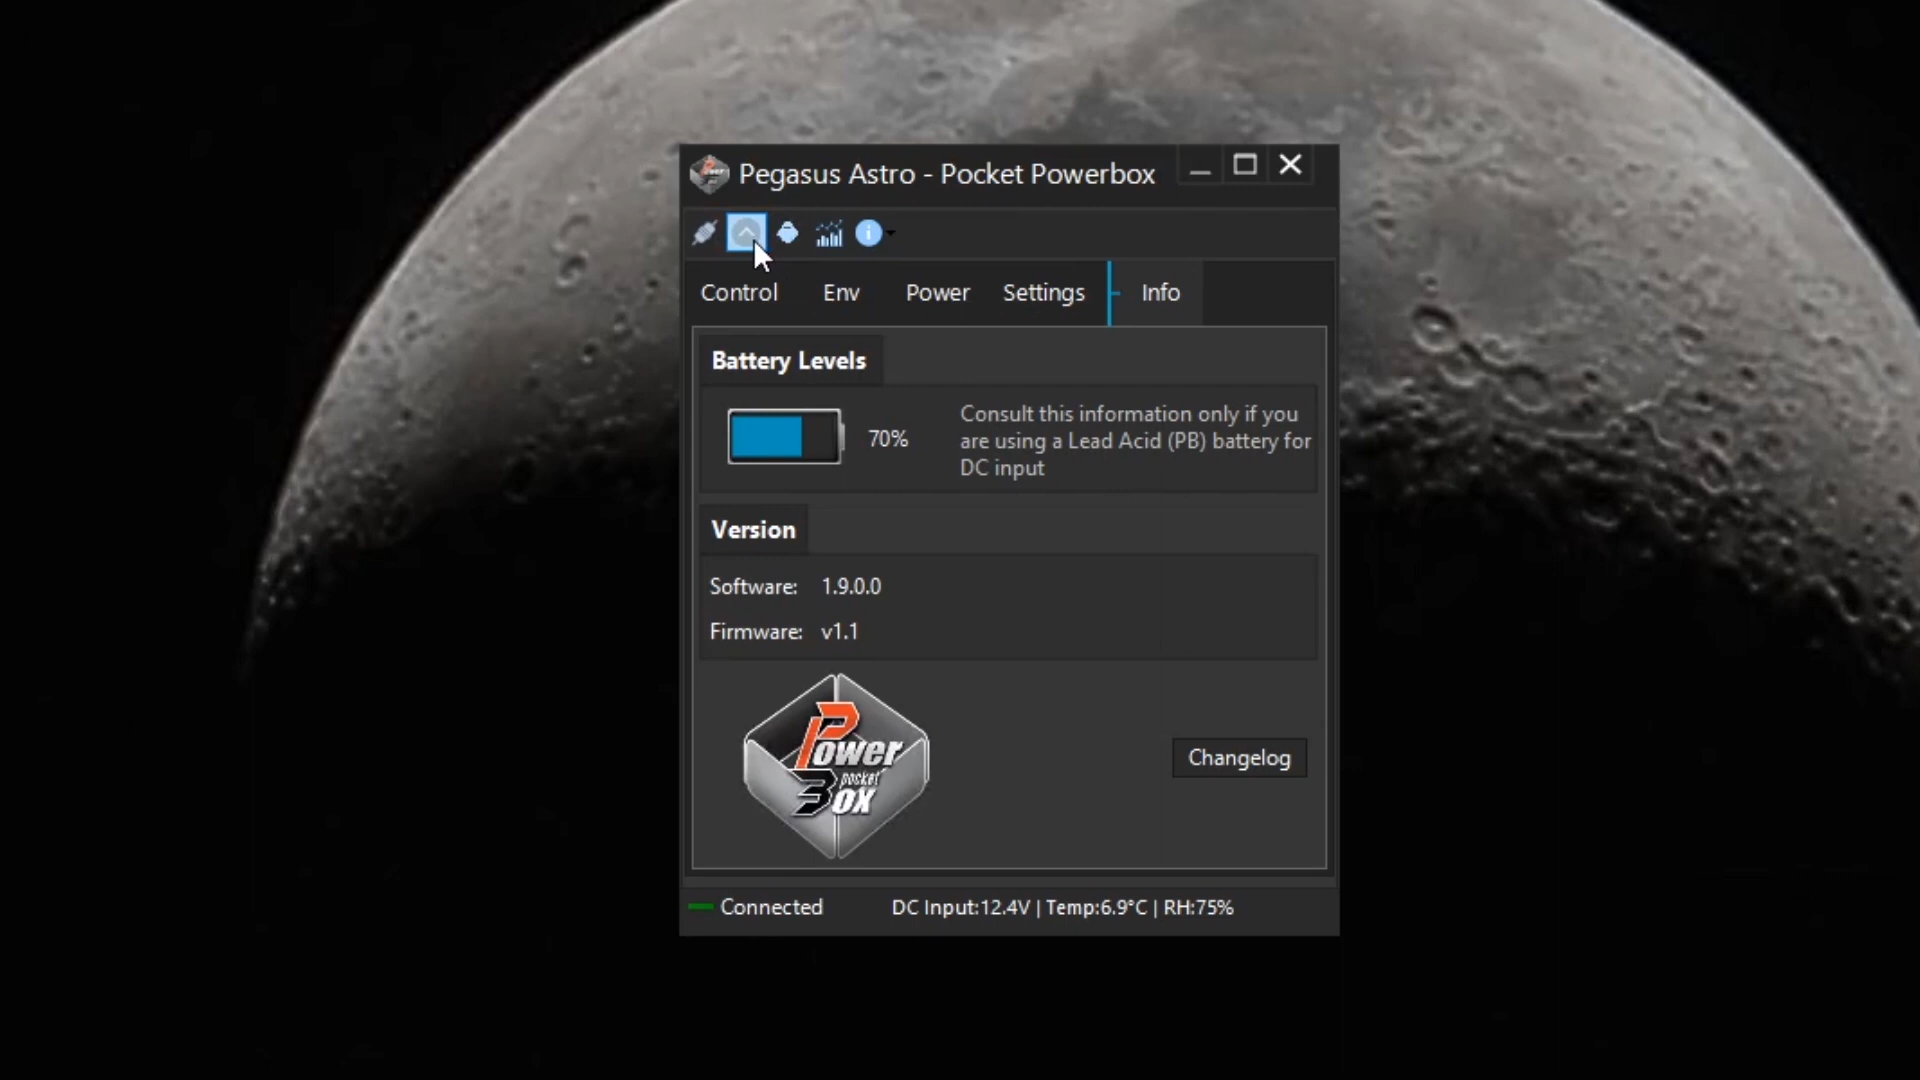 Pegasus Astro - Pocket Powerbox
Control Env Power Settings Info
Battery Levels
70%
Consult this information only if you
are using a Lead Acid (PB) battery for
DC input
Version
Software: 1.9.0.0
Firmware: v1.1
Power
pocket
Box
Changelog
Connected DC Input:12.4V | Temp:6.9°C | RH:75%